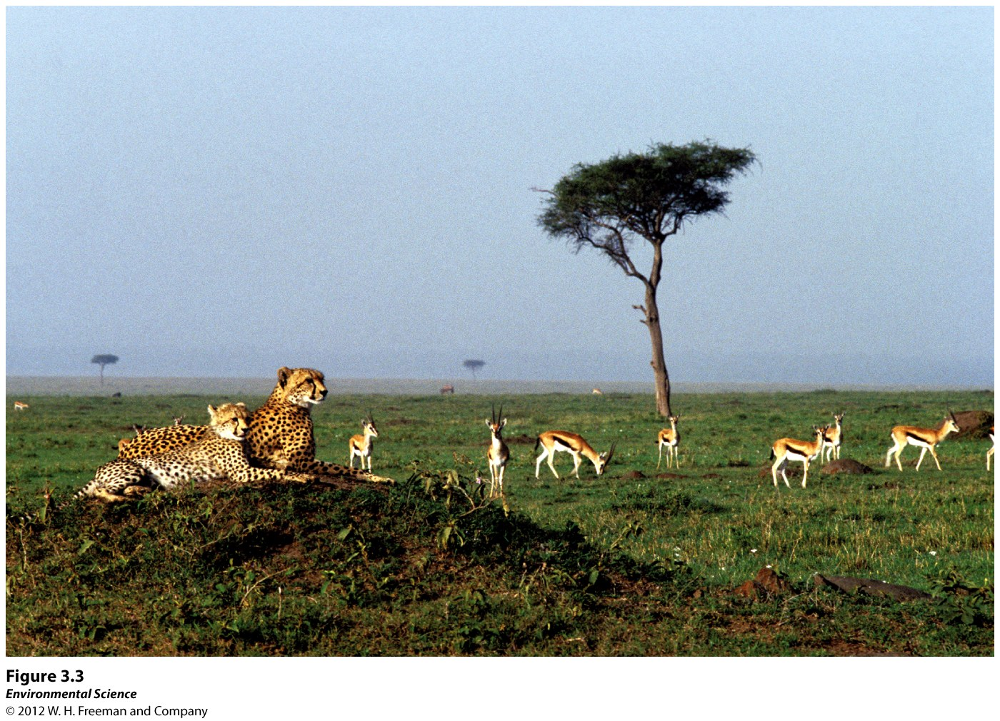 Figure 3.3
Environmental Science
© 2012 W. H. Freeman and Company